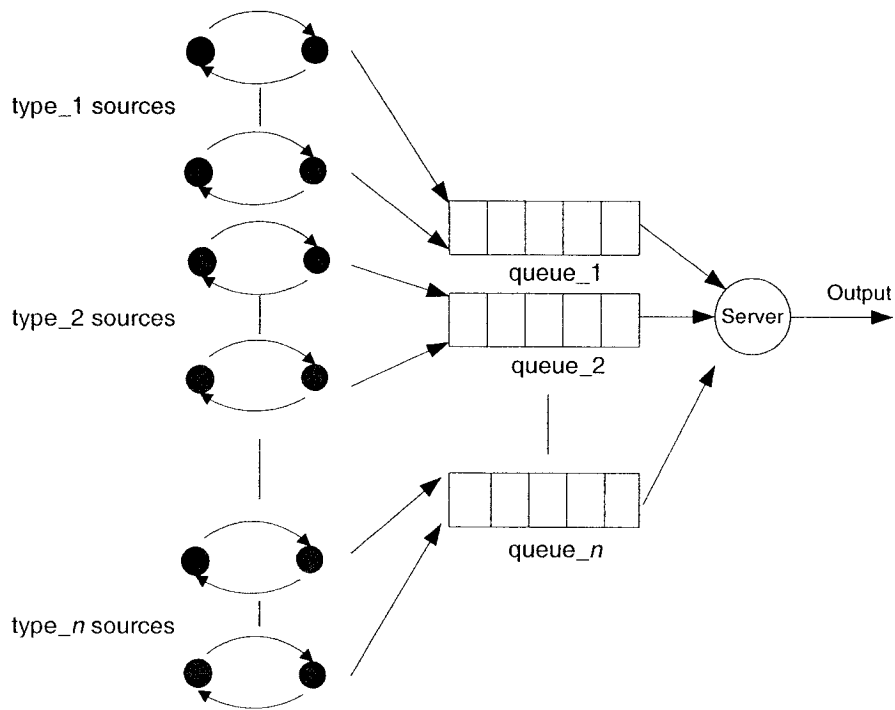 type_1 sources
queue_1
type_2 sources
Output
Server
queue_2
queue_n
type_n sources